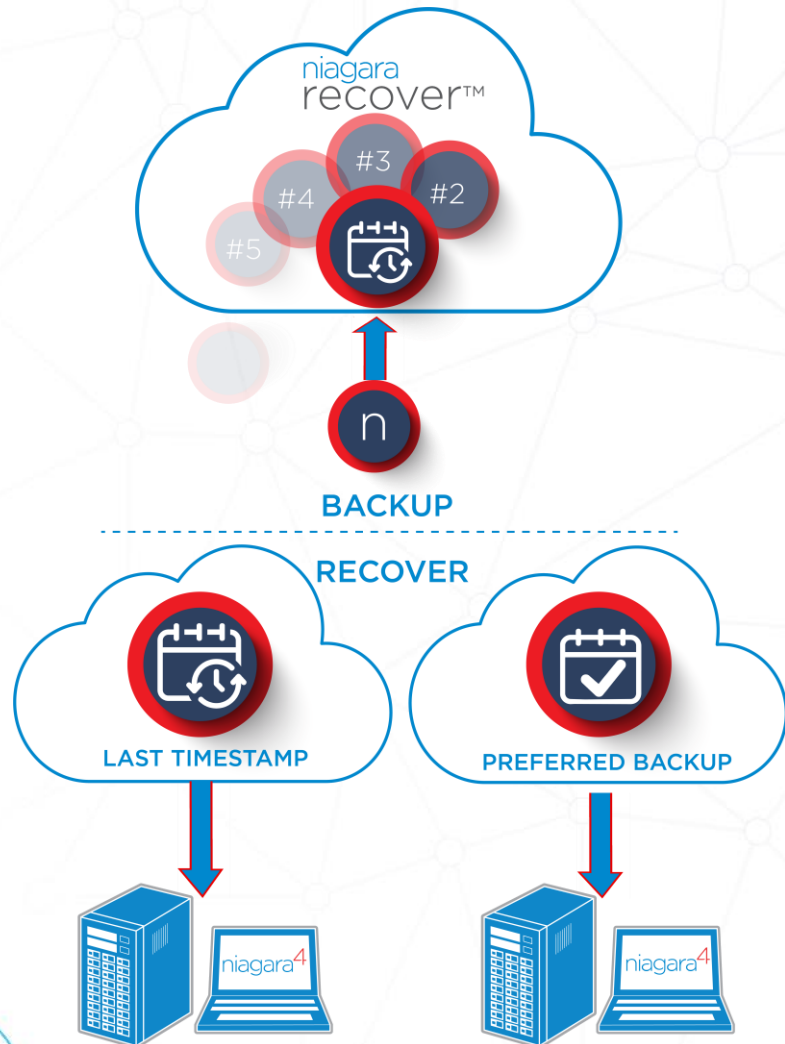 niagara
recover™
#3
#4
#2
#5
n
BACKUP
RECOVER
LAST TIMESTAMP
PREFERRED BACKUP
niagara4
niagara4